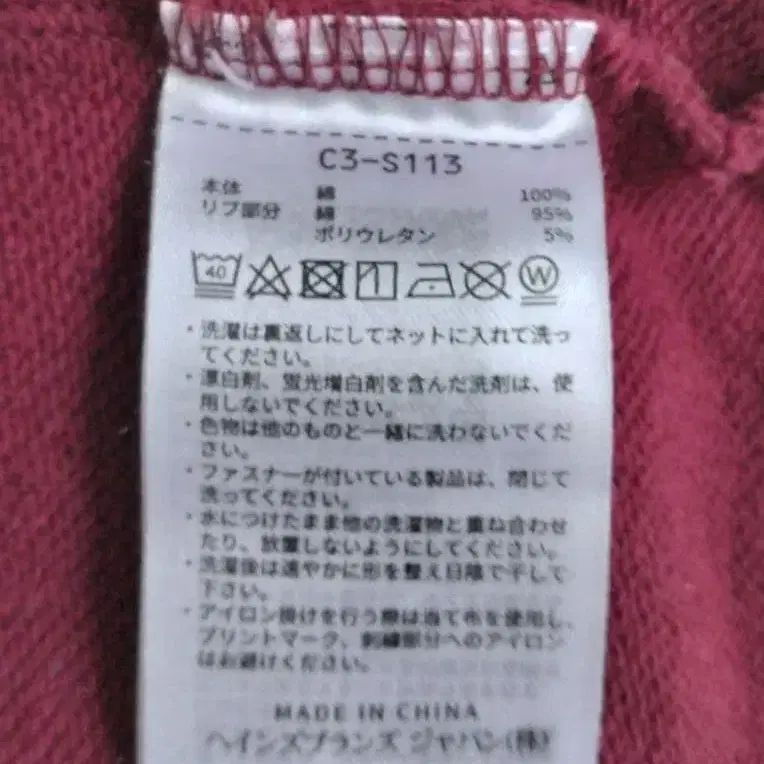 C3-S113
本体 綿 100%
リブ部分 綿 95%
ポリウレタン 5%
40 W
・洗濯は裏返しにしてネットに入れて洗っ
てください。
・漂白剤、蛍光増白剤を含んだ洗剤は、使
用しないでください。
・色物は他のものと一緒に洗わないでくだ
さい。
・ファスナーが付いている製品は、閉じて
洗ってください。
・水につけたまま他の洗濯物と重ね合わせ
たり、放置しないようにしてください。
・洗濯後は速やかに形を整え日陰で干して
下さい。
・アイロン掛けを行う際は当て布を使用し、
プリントマーク、刺繍部分へのアイロン
はお避けください。
MADE IN CHINA
ヘインズブランズ ジャパン(株)